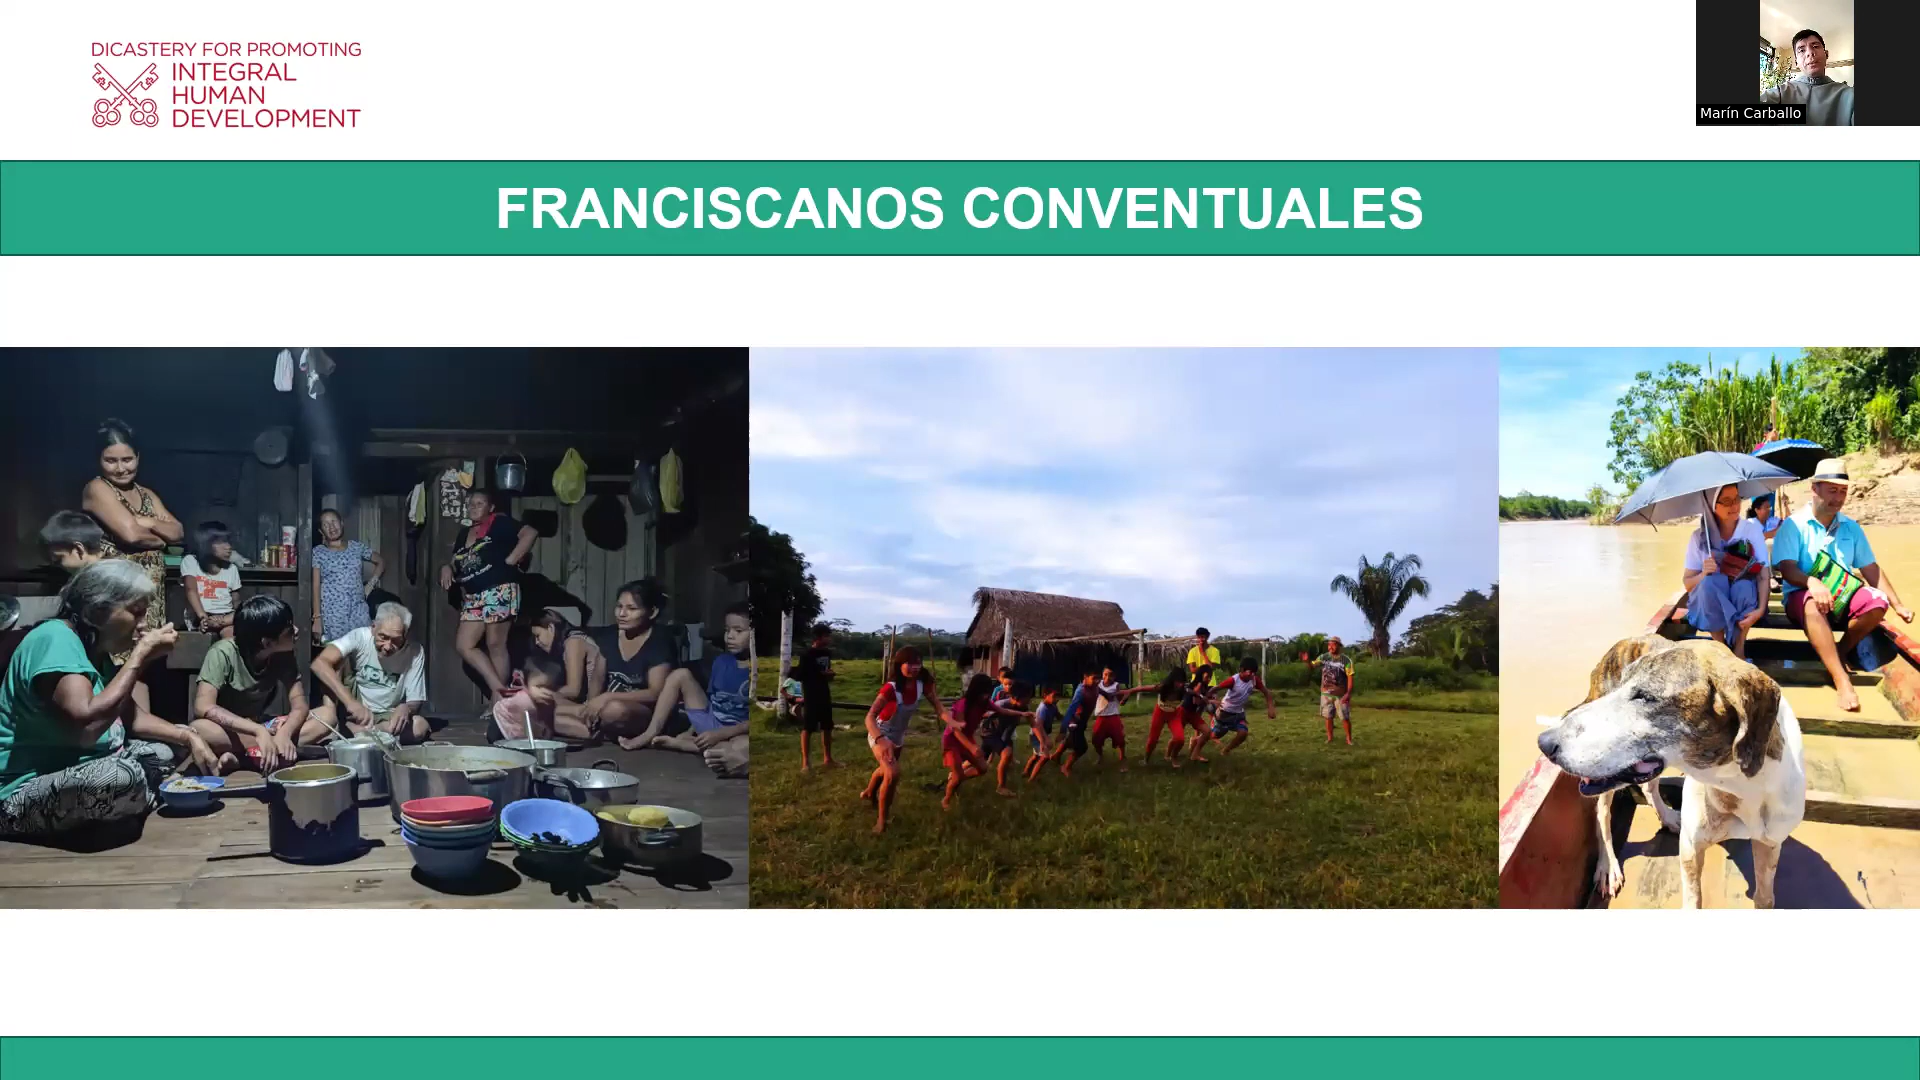 DICASTERY FOR PROMOTING
INTEGRAL
HUMAN
DEVELOPMENT
Marín Carballo
FRANCISCANOS CONVENTUALES